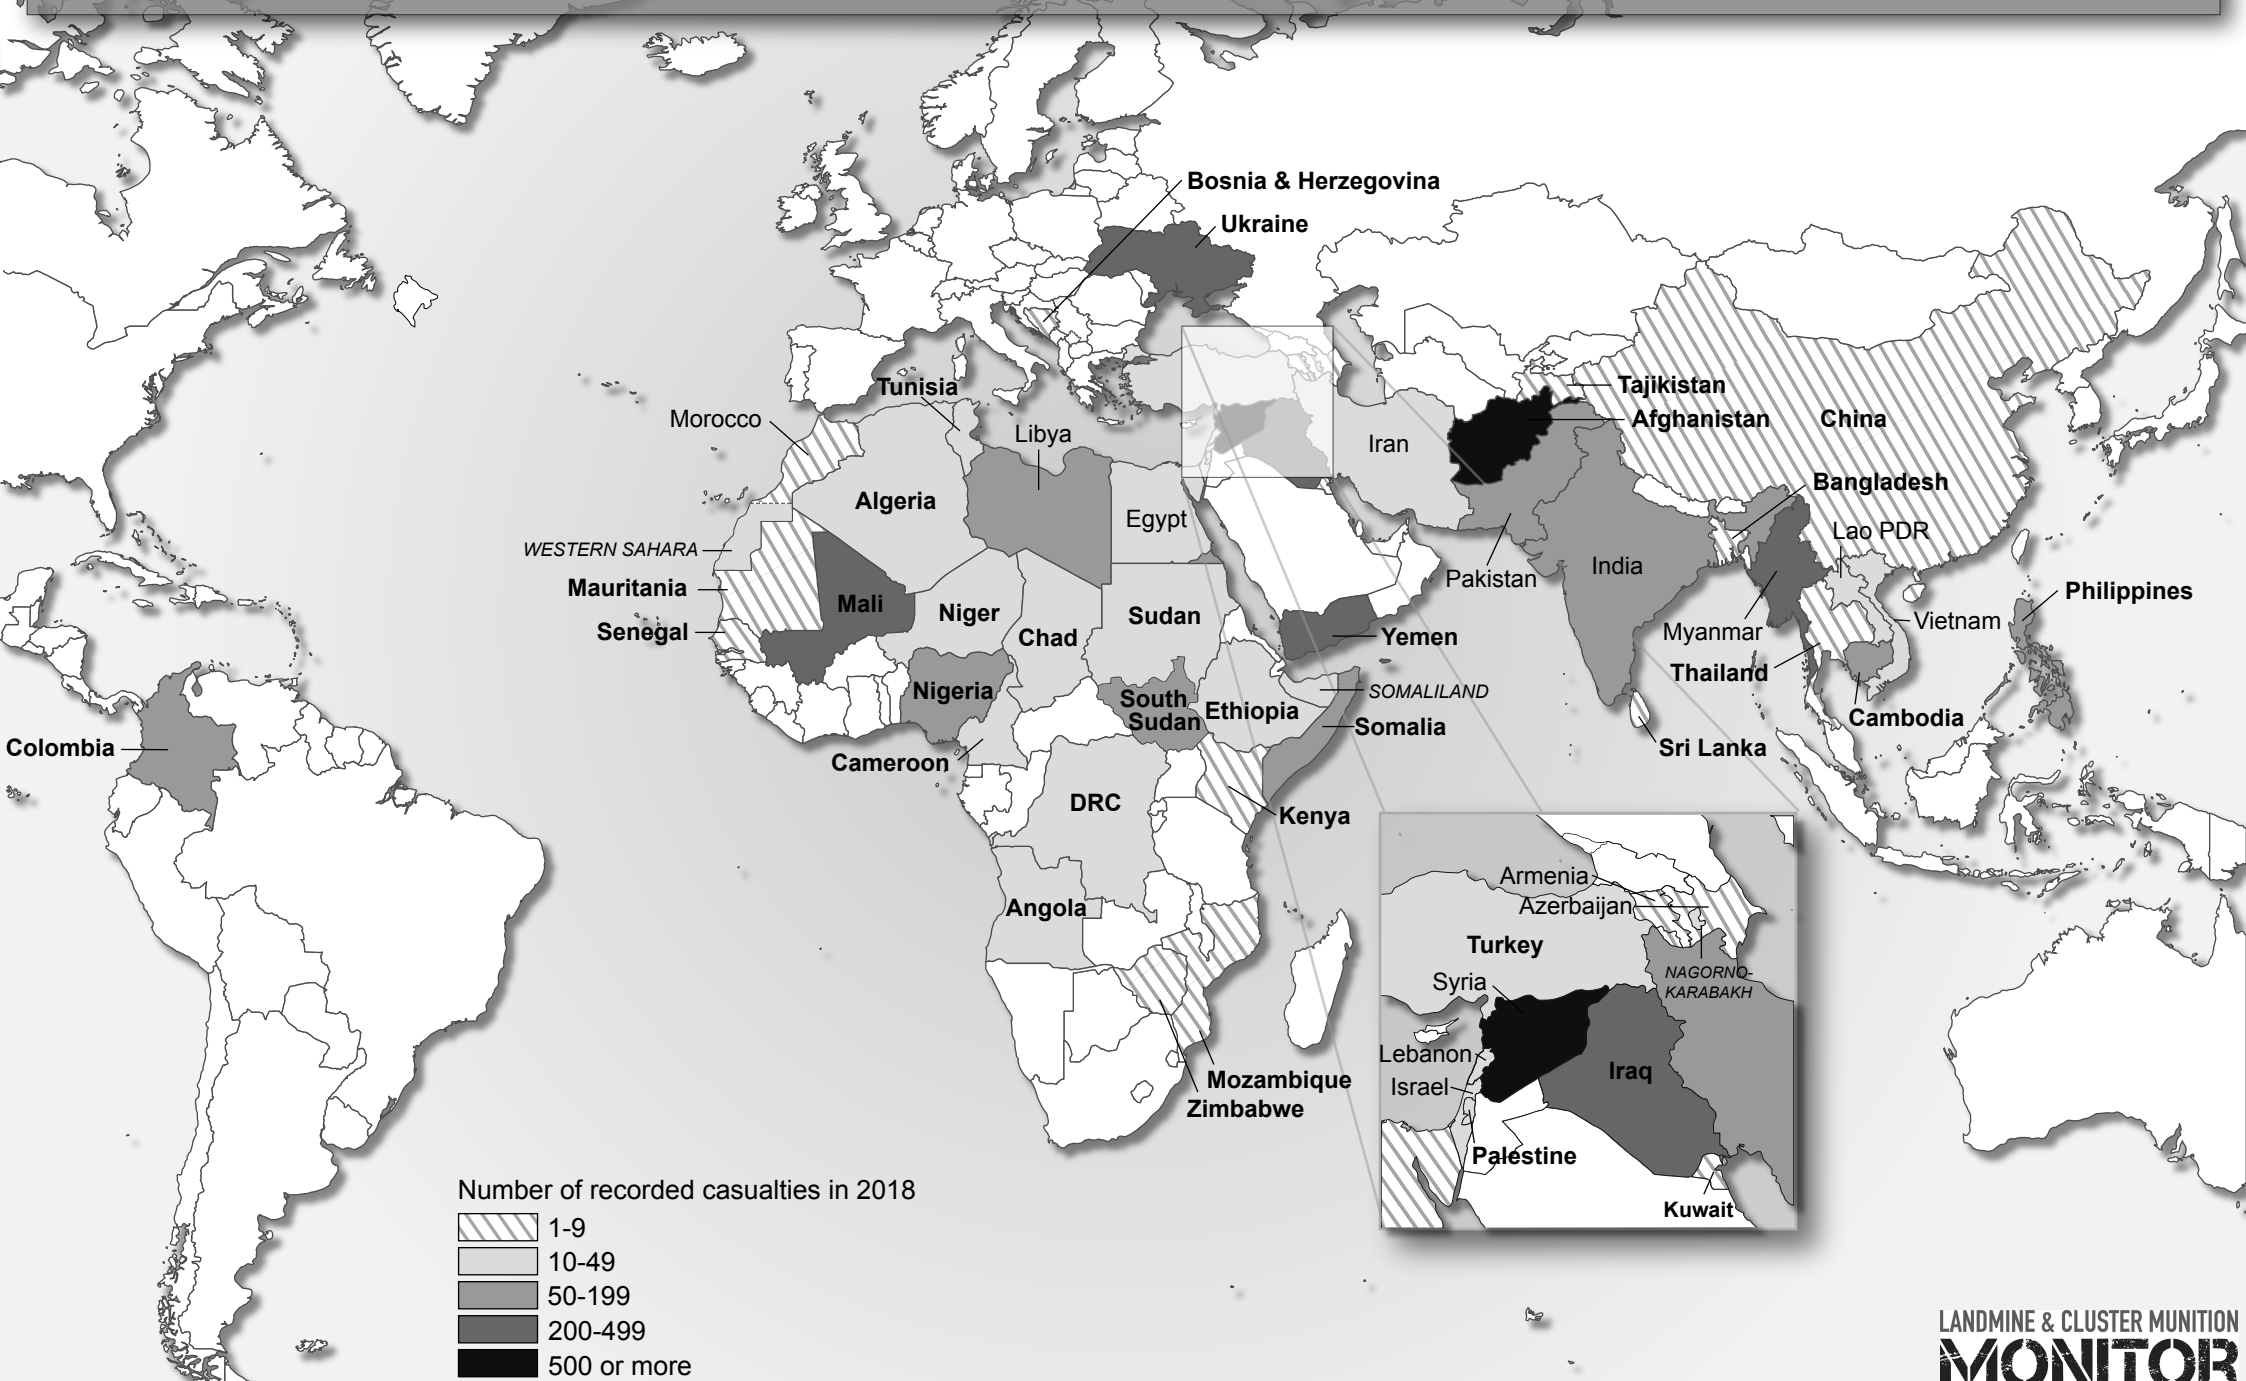 Bosnia & Herzegovina
Ukraine
Tunisia
Tajikistan
Morocco
Afghanistan
China
Libya
Iran
Bangladesh
Algeria
Egypt
Lao PDR
WESTERN SAHARA
India
Pakistan
Mauritania
Philippines
Mali
Niger
Sudan
Vietnam
Senegal
Chad
Yemen
Myanmar
Thailand
Nigeria
South
Sudan
SOMALILAND
Ethiopia
Cambodia
Somalia
Colombia
Sri Lanka
Cameroon
DRC
Kenya
Armenia
Angola
Azerbaijan
Turkey
NAGORNO-
KARABAKH
Syria
Lebanon
Iraq
Israel
Mozambique
Zimbabwe
Palestine
Kuwait
Number of recorded casualties in 2018
1-9
10-49
50-199
200-499
500 or more
LANDMINE & CLUSTER MUNITION
MONITOR